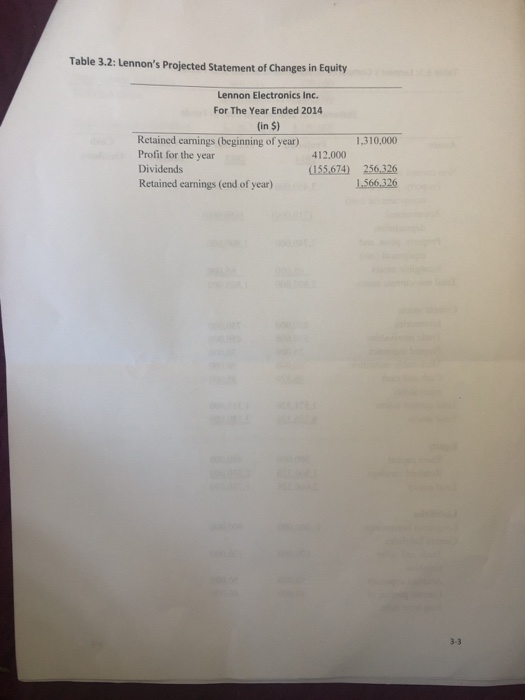 Table 3.2: Lennon's Projected Statement of Changes in Equity
Lennon Electronics Inc.
For The Year Ended 2014
(in $)
Retained earnings (beginning of year) 1,310,000
Profit for the year 412,000
Dividends (155,674) 256,326
Retained earnings (end of year) 1,566,326
3-3